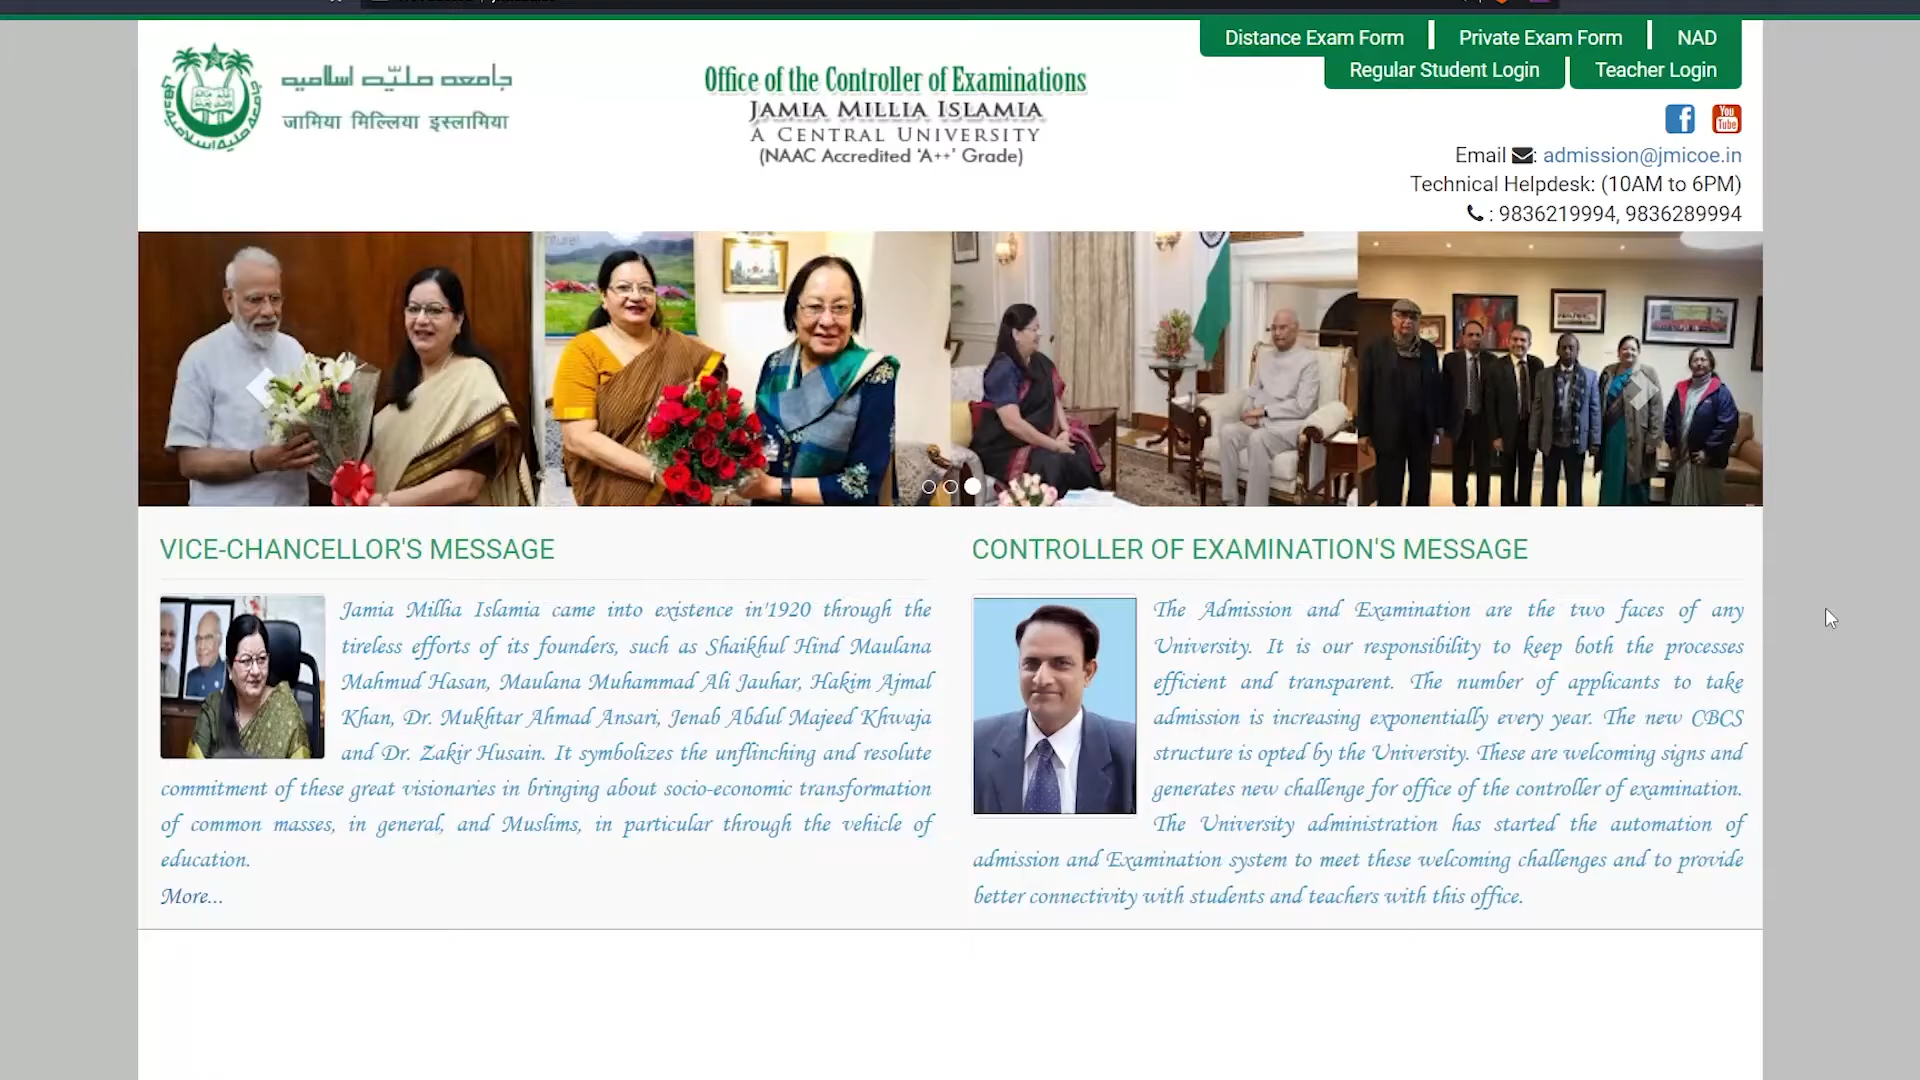 Distance Exam Form
Private Exam Form
NAD
Regular Student Login
Teacher Login
جامعه ملیّه اسلامیه
जामिया मिल्लिया इस्लामिया
Office of the Controller of Examinations
JAMIA MILLIA ISLAMIA
A CENTRAL UNIVERSITY
(NAAC Accredited ‘A++’ Grade)
You
Tube
Email : admission@jmicoe.in
Technical Helpdesk: (10AM to 6PM)
: 9836219994, 9836289994
VICE-CHANCELLOR'S MESSAGE
Jamia Millia Islamia came into existence in'1920 through the
tireless efforts of its founders, such as Shaikhul Hind Maulana
Mahmud Hasan, Maulana Muhammad Ali Jauhar, Hakim Ajmal
Khan, Dr. Mukhtar Ahmad Ansari, Jenab Abdul Majeed Khwaja
and Dr. Zakir Husain. It symbolizes the unflinching and resolute
commitment of these great visionaries in bringing about socio-economic transformation
of common masses, in general, and Muslims, in particular through the vehicle of
education.
More...
CONTROLLER OF EXAMINATION'S MESSAGE
The Admission and Examination are the two faces of any
University. It is our responsibility to keep both the processes
efficient and transparent. The number of applicants to take
admission is increasing exponentially every year. The new CBCS
structure is opted by the University. These are welcoming signs and
generates new challenge for office of the controller of examination.
The University administration has started the automation of
admission and Examination system to meet these welcoming challenges and to provide
better connectivity with students and teachers with this office.